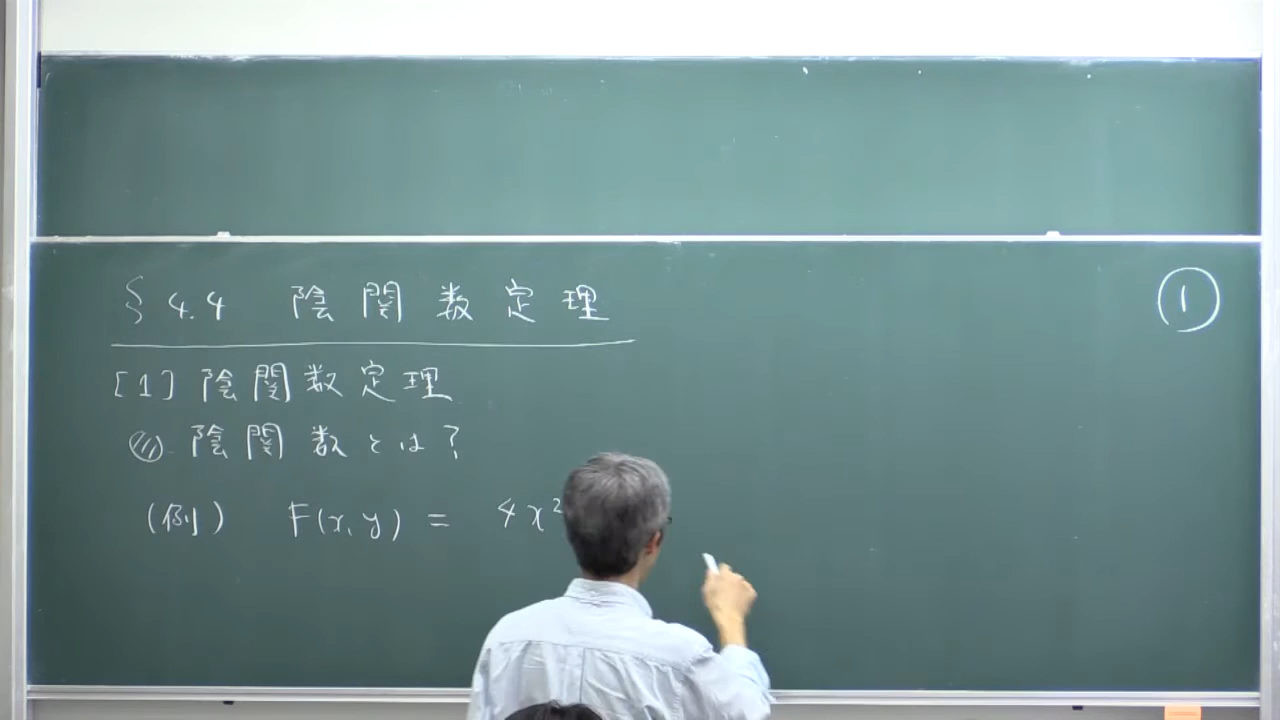 §4.4 陰関数定理
①
[1] 陰関数定理
陰関数とは?
(例) F(x, y) = 4x²